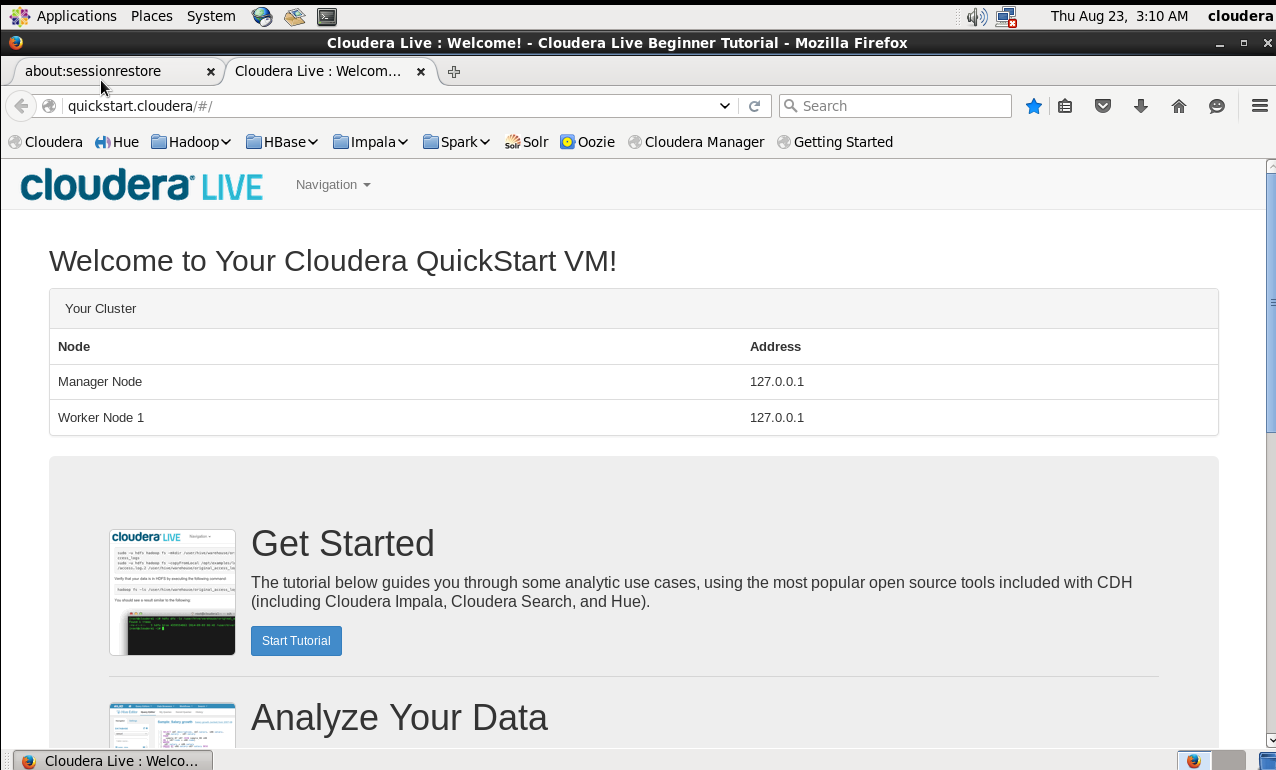 Applications Places System Thu Aug 23, 3:10 AM cloudera
Cloudera Live : Welcome! - Cloudera Live Beginner Tutorial - Mozilla Firefox
about:sessionrestore Cloudera Live : Welcom...
quickstart.cloudera/#/ Search
Cloudera Hue Hadoop HBase Impala Spark Solr Oozie Cloudera Manager Getting Started
cloudera LIVE Navigation
Welcome to Your Cloudera QuickStart VM!
Your Cluster
Node Address
Manager Node 127.0.0.1
Worker Node 1 127.0.0.1
Get Started
The tutorial below guides you through some analytic use cases, using the most popular open source tools included with CDH
(including Cloudera Impala, Cloudera Search, and Hue).
Start Tutorial
Analyze Your Data
Cloudera Live : Welco...